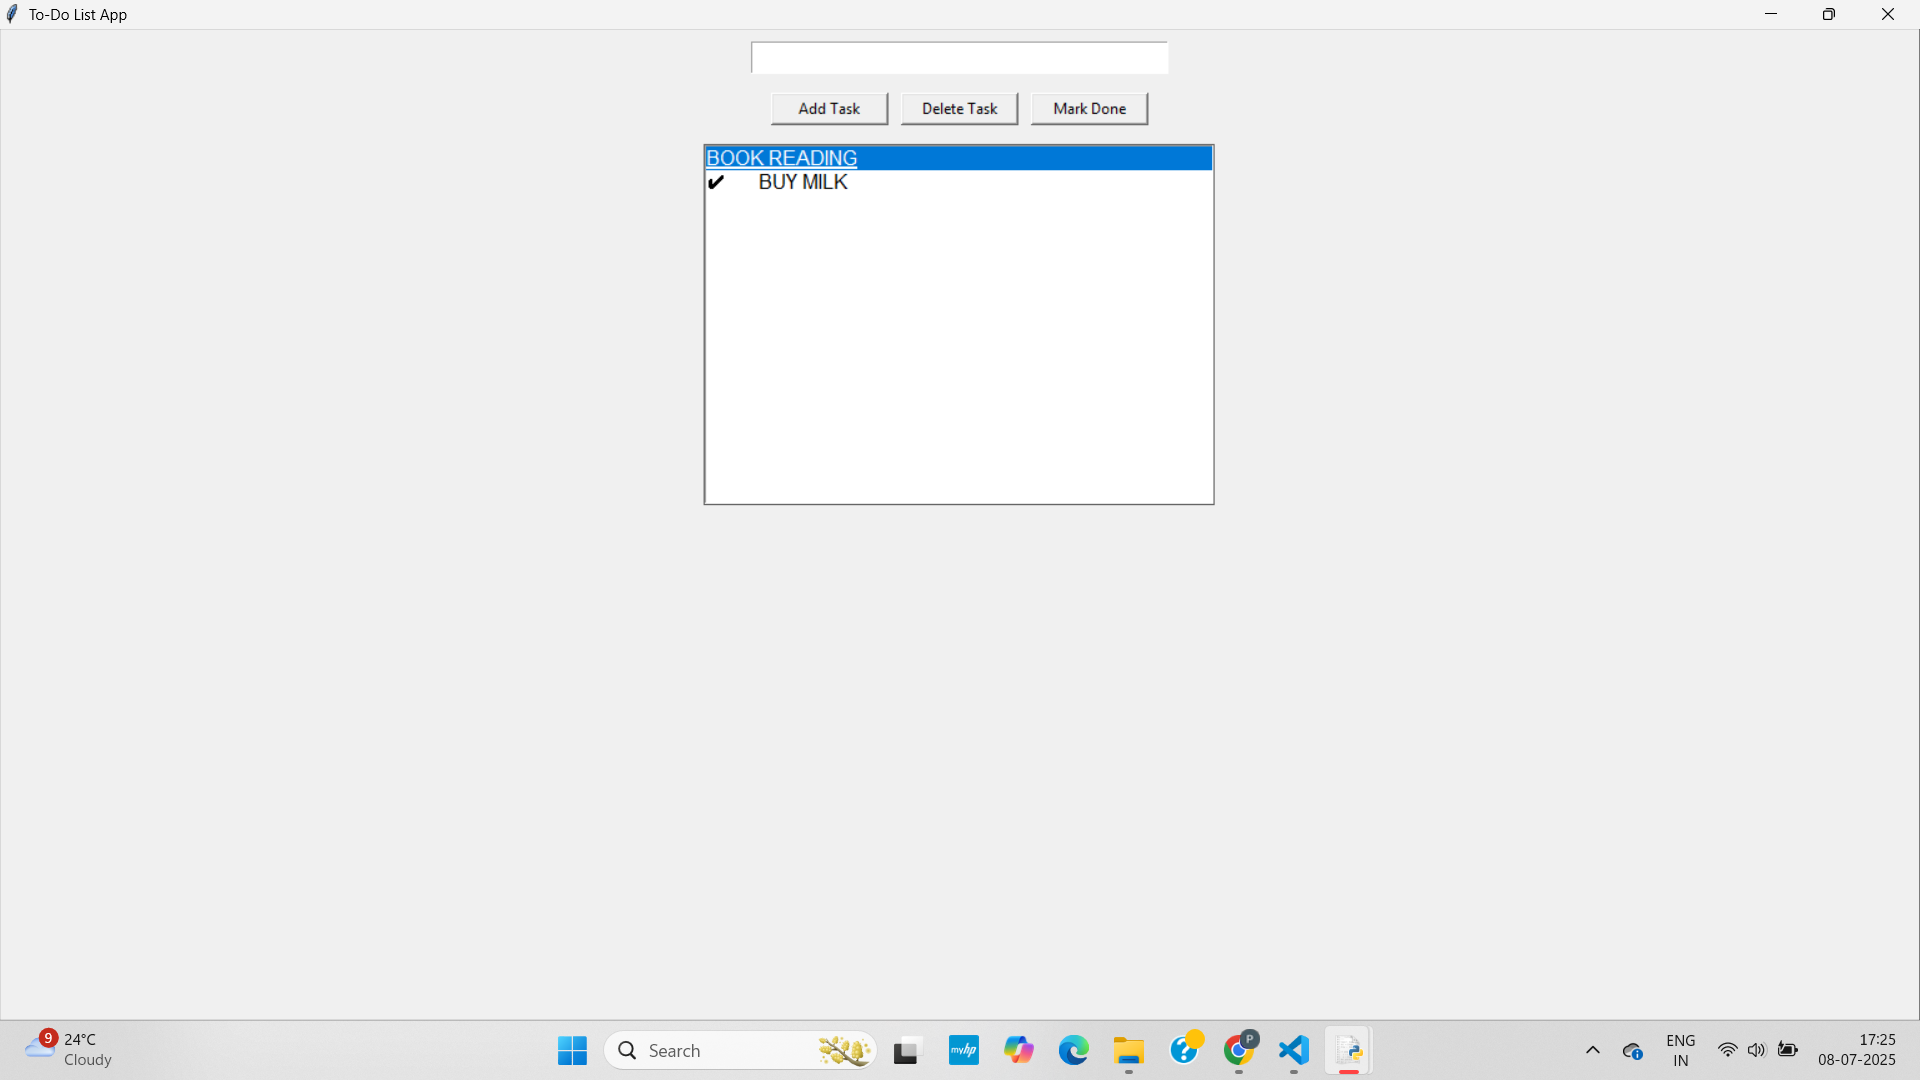 To-Do List App
Add Task Delete Task Mark Done
BOOK READING
✔ BUY MILK
9 24°C
Cloudy
Search
myhp
P
ENG
IN
17:25
08-07-2025